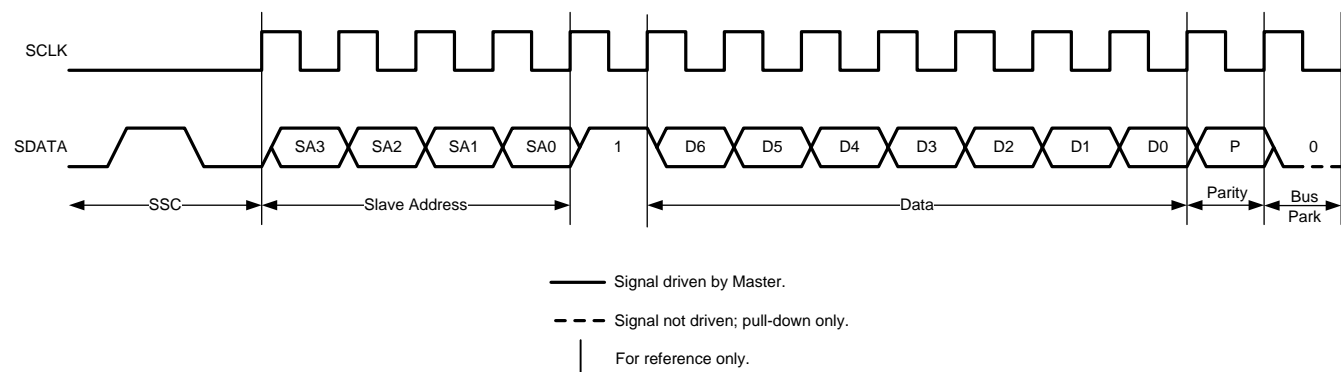 SCLK
SDATA SA3 SA2 SA1 SA0 1 D6 D5 D4 D3 D2 D1 D0 P 0
SSC Slave Address Data Parity Bus Park
Signal driven by Master.
Signal not driven; pull-down only.
For reference only.